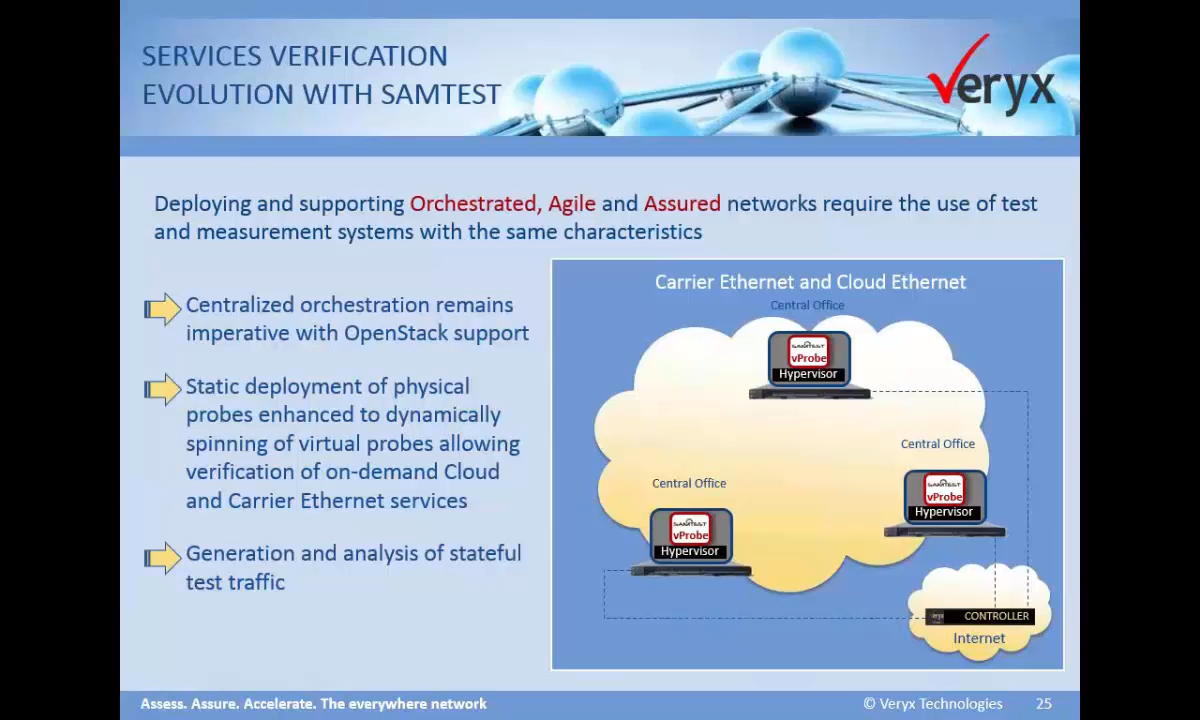 SERVICES VERIFICATION
EVOLUTION WITH SAMTEST
veryx
Deploying and supporting Orchestrated, Agile and Assured networks require the use of test
and measurement systems with the same characteristics
Centralized orchestration remains
imperative with OpenStack support
Static deployment of physical
probes enhanced to dynamically
spinning of virtual probes allowing
verification of on-demand Cloud
and Carrier Ethernet services
Generation and analysis of stateful
test traffic
Carrier Ethernet and Cloud Ethernet
Central Office
SAMTEST
vProbe
Hypervisor
Central Office
SAMTEST
vProbe
Hypervisor
Central Office
SAMTEST
vProbe
Hypervisor
veryx
CONTROLLER
Internet
Assess. Assure. Accelerate. The everywhere network
© Veryx Technologies
25